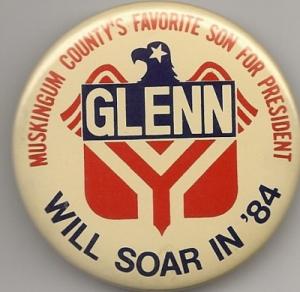 MUSKINGUM COUNTY'S FAVORITE SON FOR PRESIDENT
GLENN
WILL SOAR IN '84